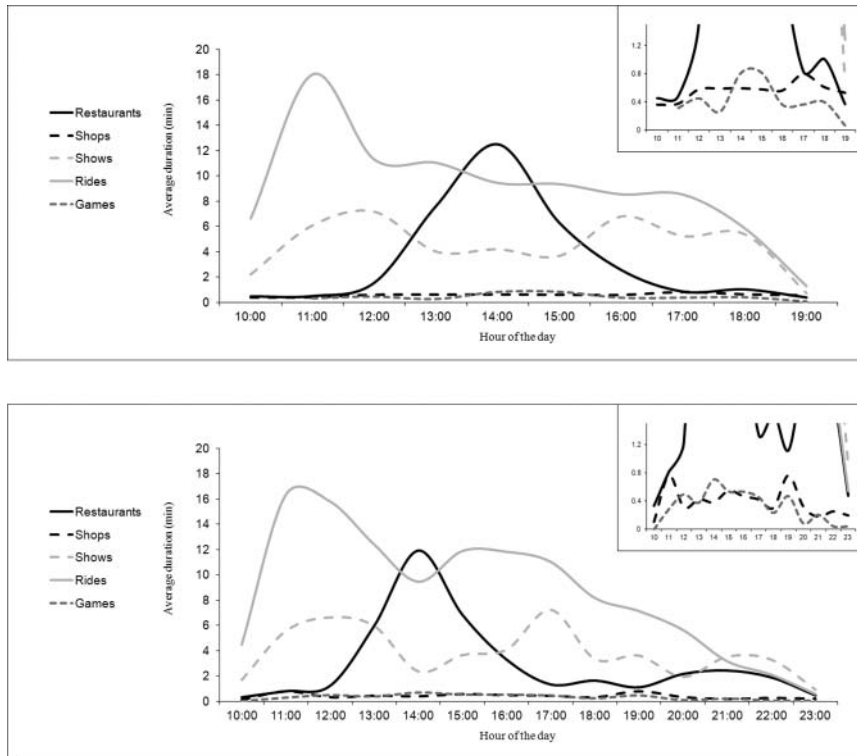 20
18
16
14
12
10
8
6
4
2
0
Average duration (min)
Restaurants
Shops
Shows
Rides
Games
10:00 11:00 12:00 13:00 14:00 15:00 16:00 17:00 18:00 19:00
Hour of the day
1.2
0.8
0.4
0
10 11 12 13 14 15 16 17 18 19
20
18
16
14
12
10
8
6
4
2
0
Average duration (min)
Restaurants
Shops
Shows
Rides
Games
10:00 11:00 12:00 13:00 14:00 15:00 16:00 17:00 18:00 19:00 20:00 21:00 22:00 23:00
Hour of the day
1.2
0.8
0.4
0
10 11 12 13 14 15 16 17 18 19 20 21 22 23